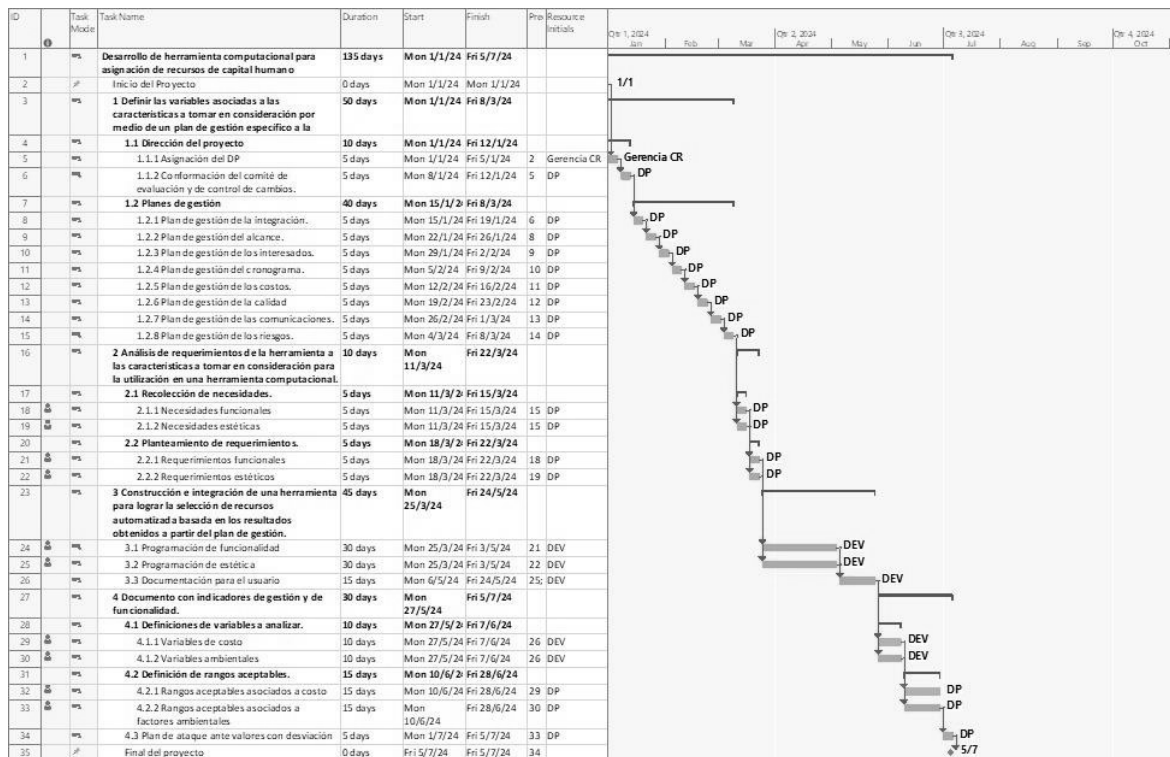 ID Task Mode Task Name Duration Start Finish Pre Resource Initials
Qtr 1, 2024 Qtr 2, 2024 Qtr 3, 2024 Qtr 4, 2024
Jan Feb Mar Apr May Jun Jul Aug Sep Oct
1 Desarrollo de herramienta computacional para asignación de recursos de capital humano 135 days Mon 1/1/24 Fri 5/7/24
2 Inicio del Proyecto 0 days Mon 1/1/24 Mon 1/1/24 1/1
3 1 Definir las variables asociadas a las características a tomar en consideración por medio de un plan de gestión específico a la 50 days Mon 1/1/24 Fri 8/3/24
4 1.1 Dirección del proyecto 10 days Mon 1/1/24 Fri 12/1/24
5 1.1.1 Asignación del DP 5 days Mon 1/1/24 Fri 5/1/24 2 Gerencia CR Gerencia CR
6 1.1.2 Conformación del comité de evaluación y de control de cambios. 5 days Mon 8/1/24 Fri 12/1/24 5 DP DP
7 1.2 Planes de gestión 40 days Mon 15/1/2 Fri 8/3/24
8 1.2.1 Plan de gestión de la integración. 5 days Mon 15/1/24 Fri 19/1/24 6 DP DP
9 1.2.2 Plan de gestión del alcance. 5 days Mon 22/1/24 Fri 26/1/24 8 DP DP
10 1.2.3 Plan de gestión de los interesados. 5 days Mon 29/1/24 Fri 2/2/24 9 DP DP
11 1.2.4 Plan de gestión del cronograma. 5 days Mon 5/2/24 Fri 9/2/24 10 DP DP
12 1.2.5 Plan de gestión de los costos. 5 days Mon 12/2/24 Fri 16/2/24 11 DP DP
13 1.2.6 Plan de gestión de la calidad 5 days Mon 19/2/24 Fri 23/2/24 12 DP DP
14 1.2.7 Plan de gestión de las comunicaciones. 5 days Mon 26/2/24 Fri 1/3/24 13 DP DP
15 1.2.8 Plan de gestión de los riesgos. 5 days Mon 4/3/24 Fri 8/3/24 14 DP DP
16 2 Análisis de requerimientos de la herramienta a las características a tomar en consideración para la utilización en una herramienta computacional. 10 days Mon 11/3/24 Fri 22/3/24
17 2.1 Recolección de necesidades. 5 days Mon 11/3/2 Fri 15/3/24
18 2.1.1 Necesidades funcionales 5 days Mon 11/3/24 Fri 15/3/24 15 DP DP
19 2.1.2 Necesidades estéticas 5 days Mon 11/3/24 Fri 15/3/24 15 DP DP
20 2.2 Planteamiento de requerimientos. 5 days Mon 18/3/2 Fri 22/3/24
21 2.2.1 Requerimientos funcionales 5 days Mon 18/3/24 Fri 22/3/24 18 DP DP
22 2.2.2 Requerimientos estéticos 5 days Mon 18/3/24 Fri 22/3/24 19 DP DP
23 3 Construcción e integración de una herramienta para lograr la selección de recursos automatizada basada en los resultados obtenidos a partir del plan de gestión. 45 days Mon 25/3/24 Fri 24/5/24
24 3.1 Programación de funcionalidad 30 days Mon 25/3/24 Fri 3/5/24 21 DEV DEV
25 3.2 Programación de estética 30 days Mon 25/3/24 Fri 3/5/24 22 DEV DEV
26 3.3 Documentación para el usuario 15 days Mon 6/5/24 Fri 24/5/24 25; DEV DEV
27 4 Documento con indicadores de gestión y de funcionalidad. 30 days Mon 27/5/24 Fri 5/7/24
28 4.1 Definiciones de variables a analizar. 10 days Mon 27/5/2 Fri 7/6/24
29 4.1.1 Variables de costo 10 days Mon 27/5/24 Fri 7/6/24 26 DEV DEV
30 4.1.2 Variables ambientales 10 days Mon 27/5/24 Fri 7/6/24 26 DEV DEV
31 4.2 Definición de rangos aceptables. 15 days Mon 10/6/2 Fri 28/6/24
32 4.2.1 Rangos aceptables asociados a costo 15 days Mon 10/6/24 Fri 28/6/24 29 DP DP
33 4.2.2 Rangos aceptables asociados a factores ambientales 15 days Mon 10/6/24 Fri 28/6/24 30 DP DP
34 4.3 Plan de ataque ante valores con desviación 5 days Mon 1/7/24 Fri 5/7/24 33 DP DP
35 Final del proyecto 0 days Fri 5/7/24 Fri 5/7/24 34 5/7